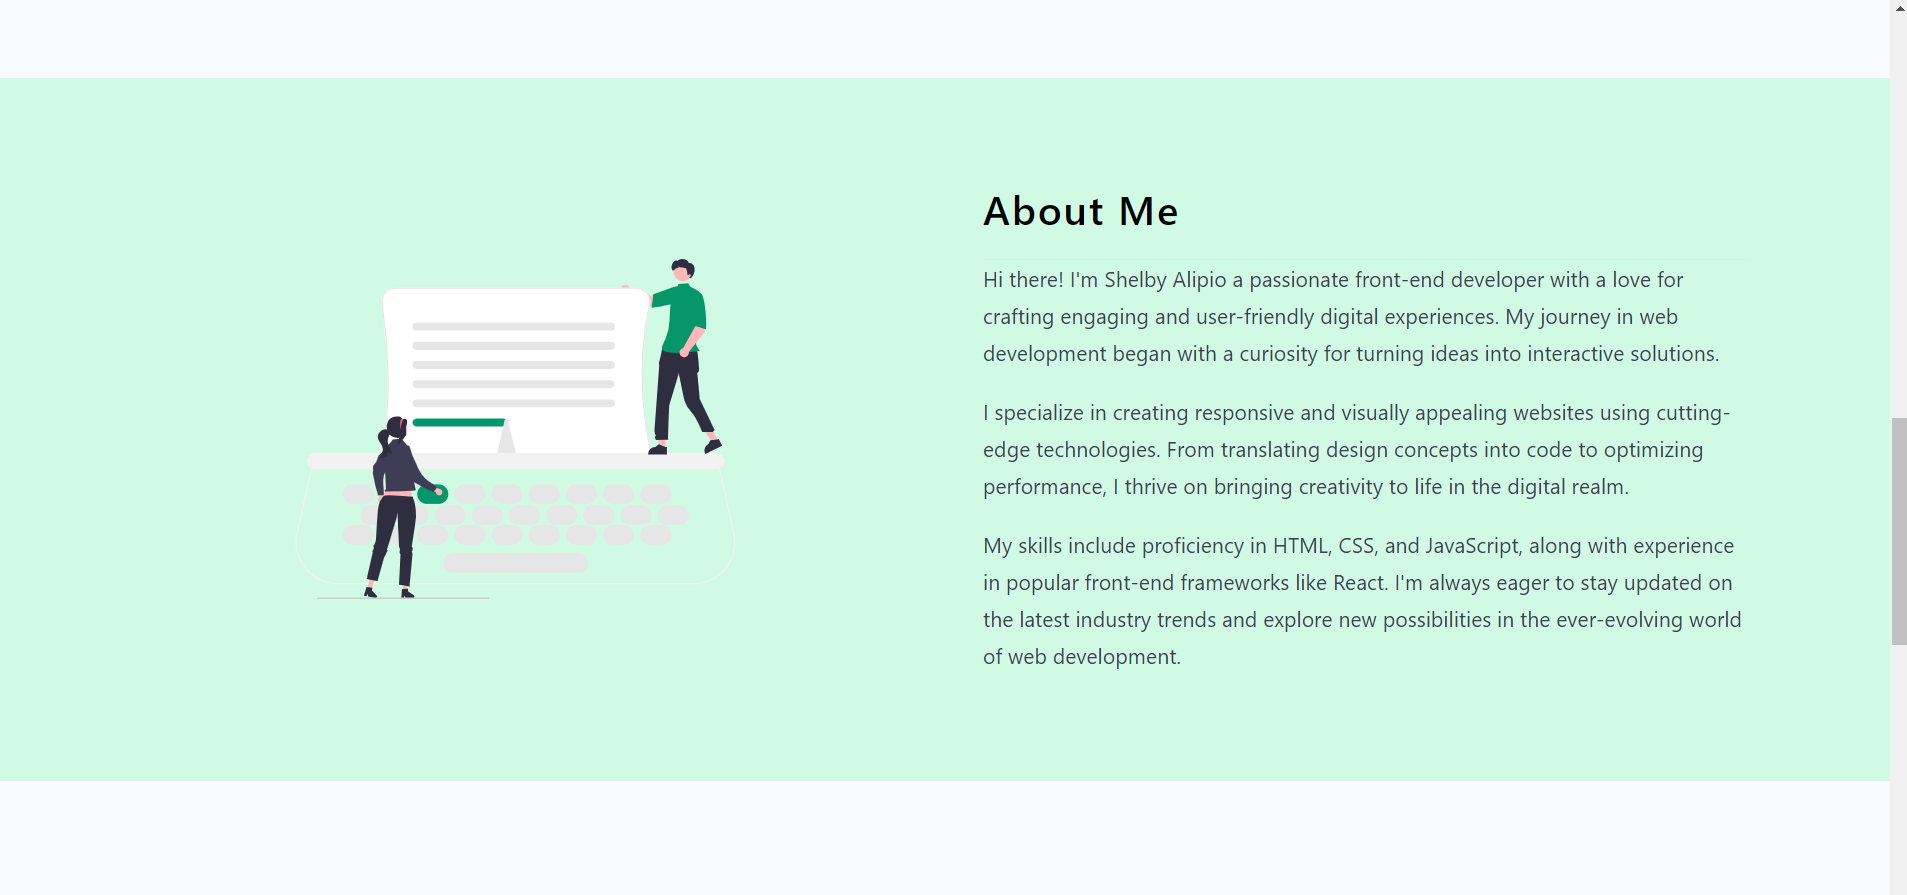 About Me
Hi there! I'm Shelby Alipio a passionate front-end developer with a love for
crafting engaging and user-friendly digital experiences. My journey in web
development began with a curiosity for turning ideas into interactive solutions.
I specialize in creating responsive and visually appealing websites using cutting-
edge technologies. From translating design concepts into code to optimizing
performance, I thrive on bringing creativity to life in the digital realm.
My skills include proficiency in HTML, CSS, and JavaScript, along with experience
in popular front-end frameworks like React. I'm always eager to stay updated on
the latest industry trends and explore new possibilities in the ever-evolving world
of web development.